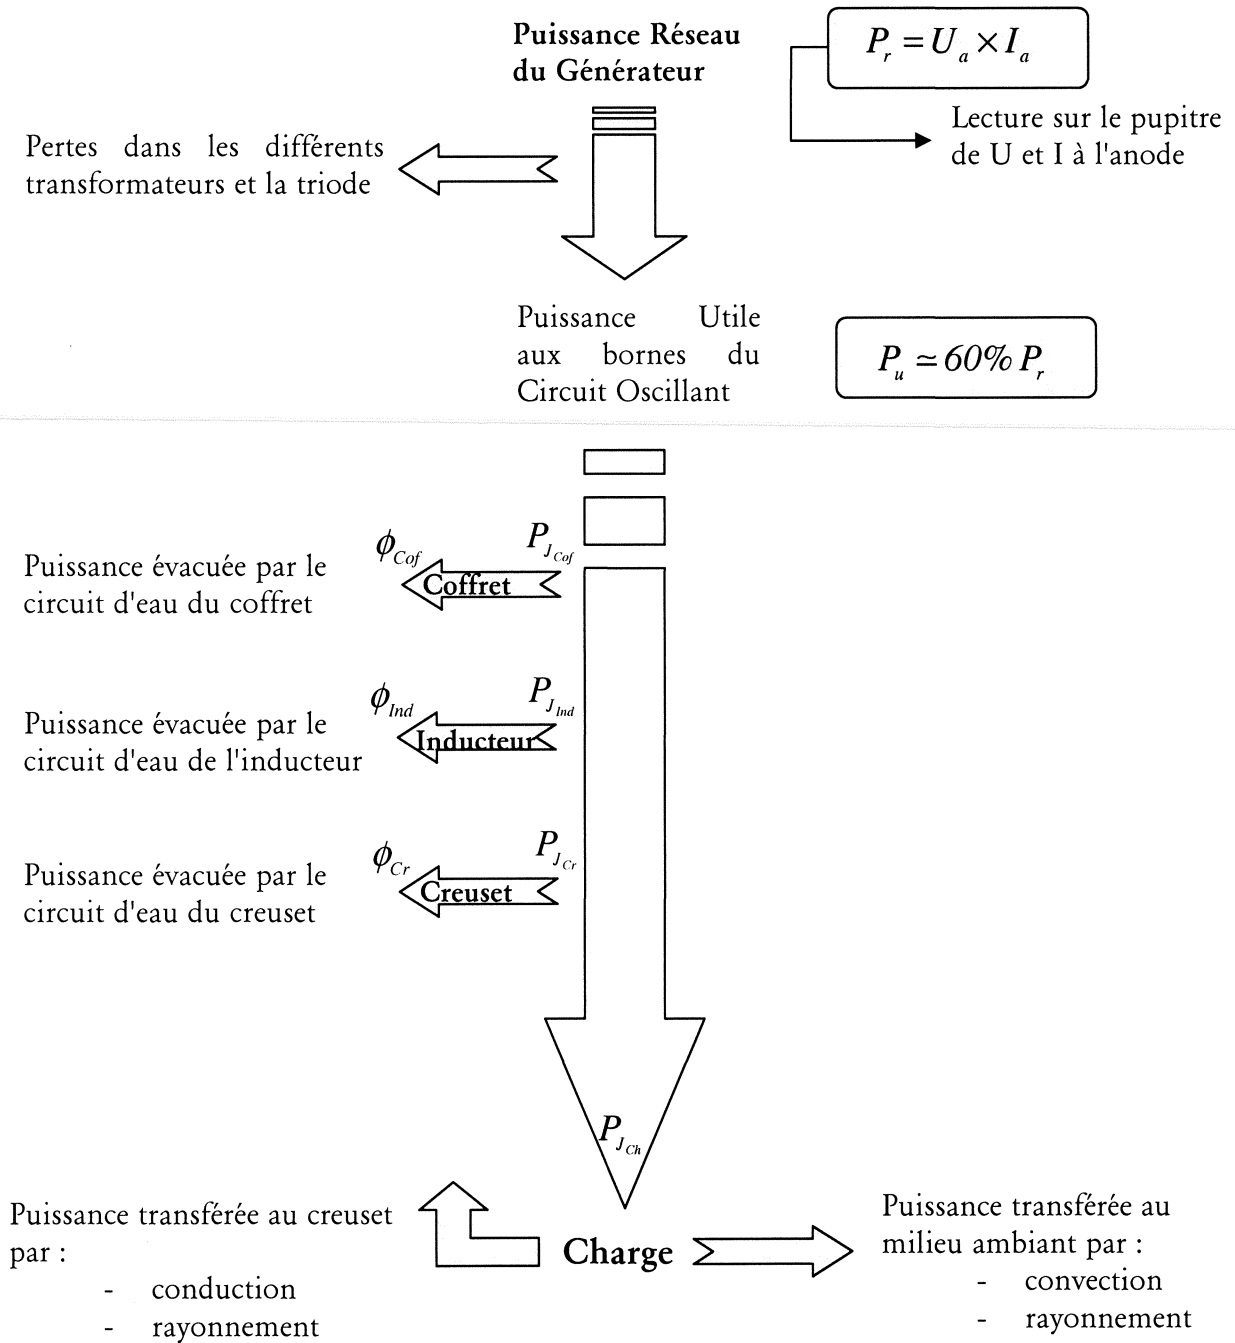 Puissance Réseau
du Générateur
P_r = U_a × I_a
Lecture sur le pupitre
de U et I à l'anode
Pertes dans les différents
transformateurs et la triode
Puissance Utile
aux bornes du
Circuit Oscillant
P_u ≃ 60% P_r
ϕ_Cof
P_J_Cof
Puissance évacuée par le
circuit d'eau du coffret
Coffret
ϕ_Ind
P_J_Ind
Puissance évacuée par le
circuit d'eau de l'inducteur
Inducteur
ϕ_Cr
P_J_Cr
Puissance évacuée par le
circuit d'eau du creuset
Creuset
P_J_Ch
Puissance transférée au creuset
par :
- conduction
- rayonnement
Charge
Puissance transférée au
milieu ambiant par :
- convection
- rayonnement